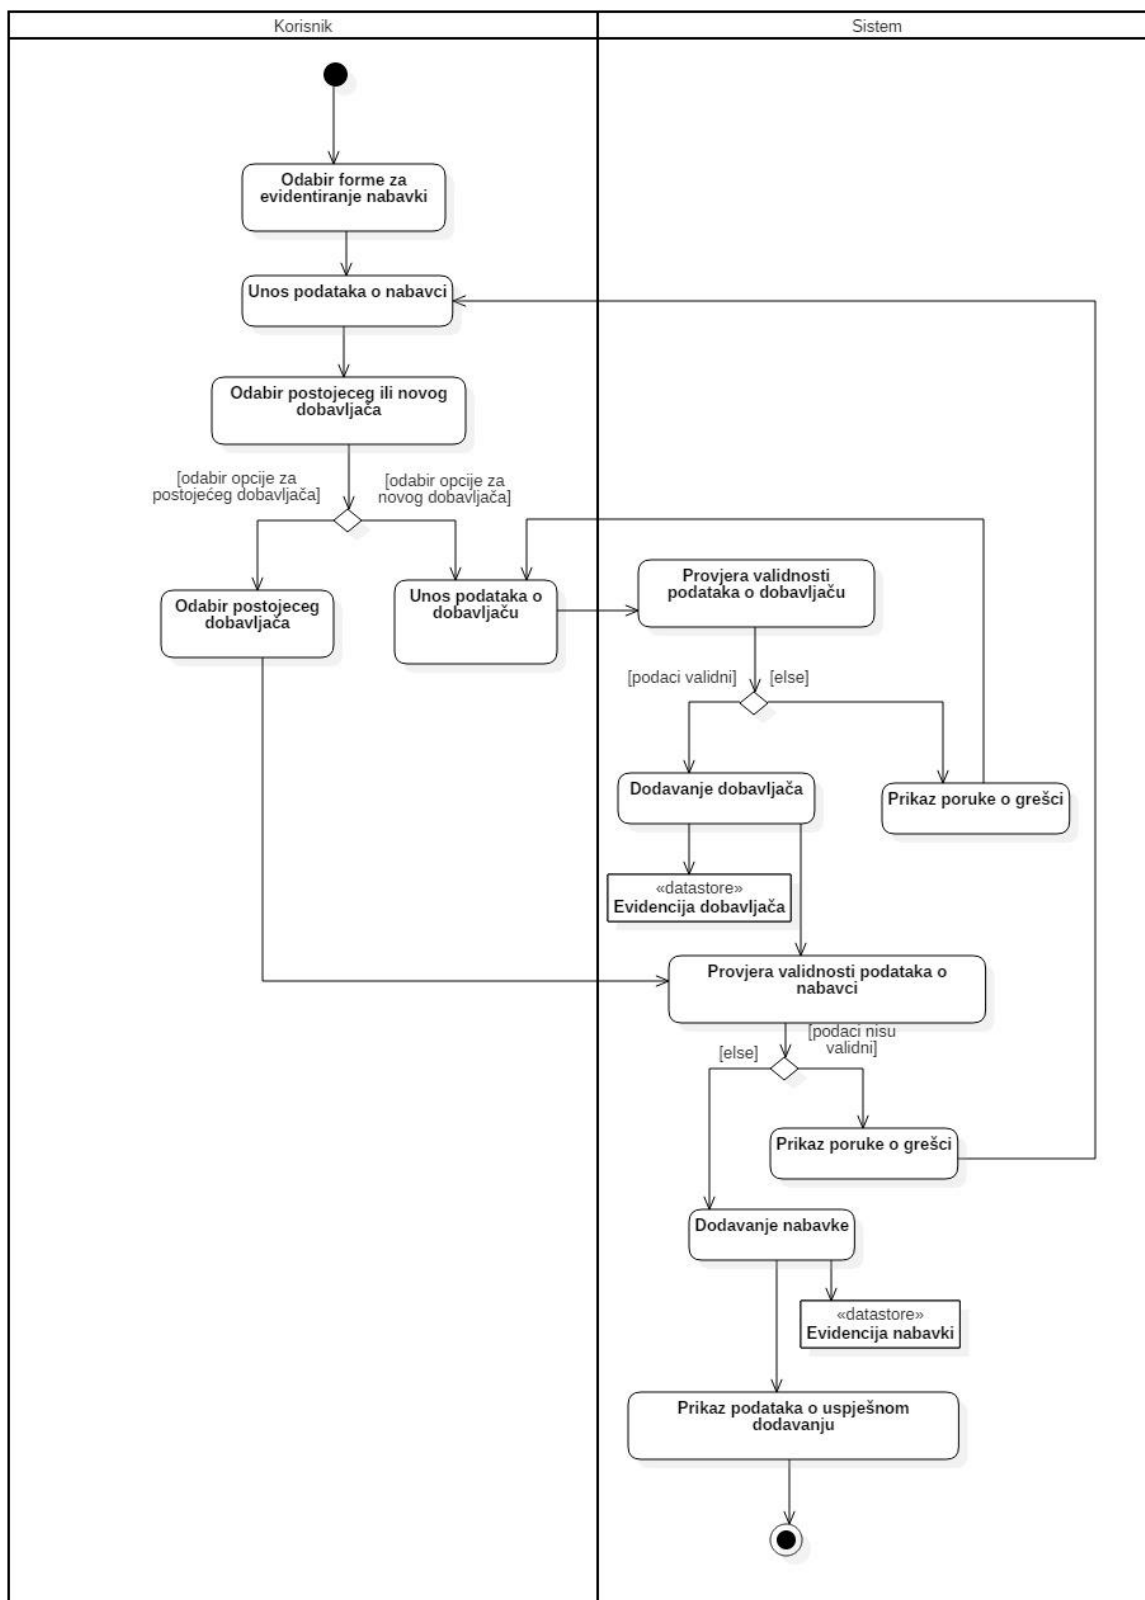 Korisnik
Sistem
Odabir forme za
evidentiranje nabavki
Unos podataka o nabavci
Odabir postojeceg ili novog
dobavljača
[odabir opcije za
postojećeg dobavljača]
[odabir opcije za
novog dobavljača]
Odabir postojeceg
dobavljača
Unos podataka o
dobavljaču
Provjera validnosti
podataka o dobavljaču
[podaci validni]
[else]
Dodavanje dobavljača
Prikaz poruke o grešci
«datastore»
Evidencija dobavljača
Provjera validnosti podataka o
nabavci
[else]
[podaci nisu
validni]
Prikaz poruke o grešci
Dodavanje nabavke
«datastore»
Evidencija nabavki
Prikaz podataka o uspješnom
dodavanju